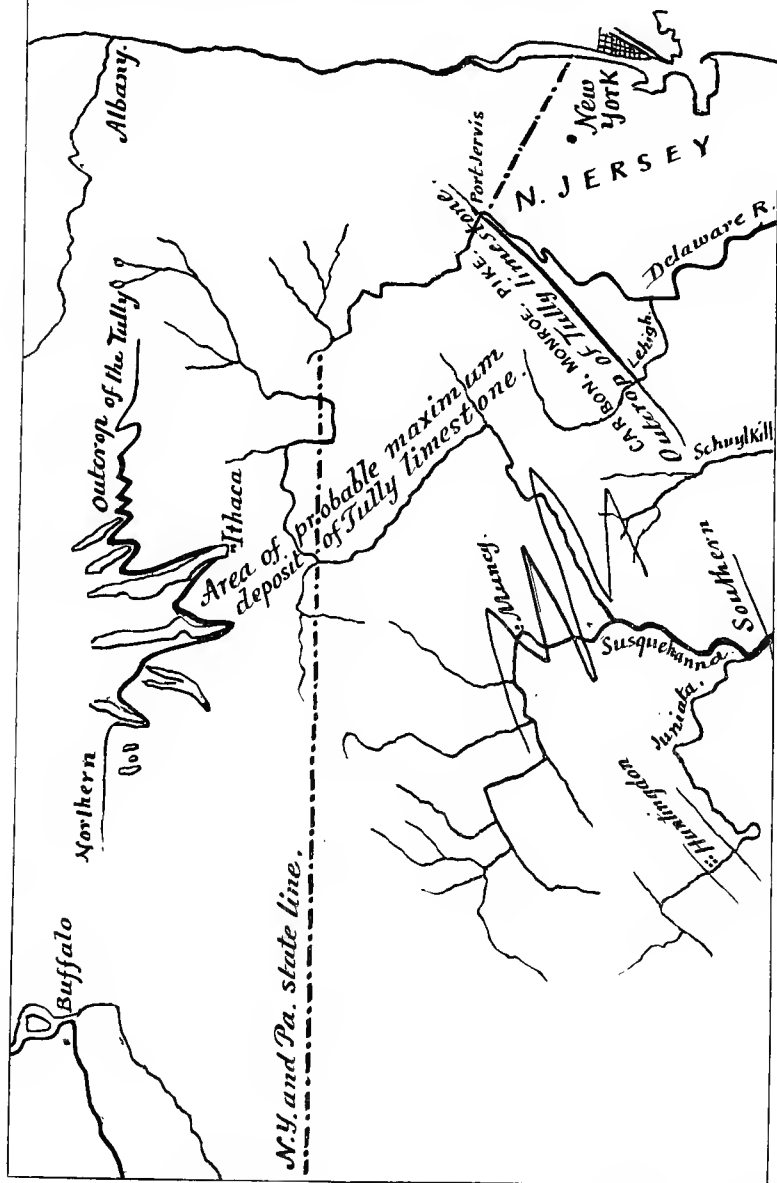 Buffalo
Northern
Outcrop of the Tully
Albany.
Ithaca
N.Y. and Pa. state line.
Area of probable maximum
deposit of Tully limestone.
Port Jervis
New
York
N. JERSEY
CARBON, MONROE, PIKE.
Outcrop of Tully limestone.
Delaware R.
Lehigh.
Muncy.
Schuylkill
Susquehanna.
Juniata.
Huntingdon
Southern